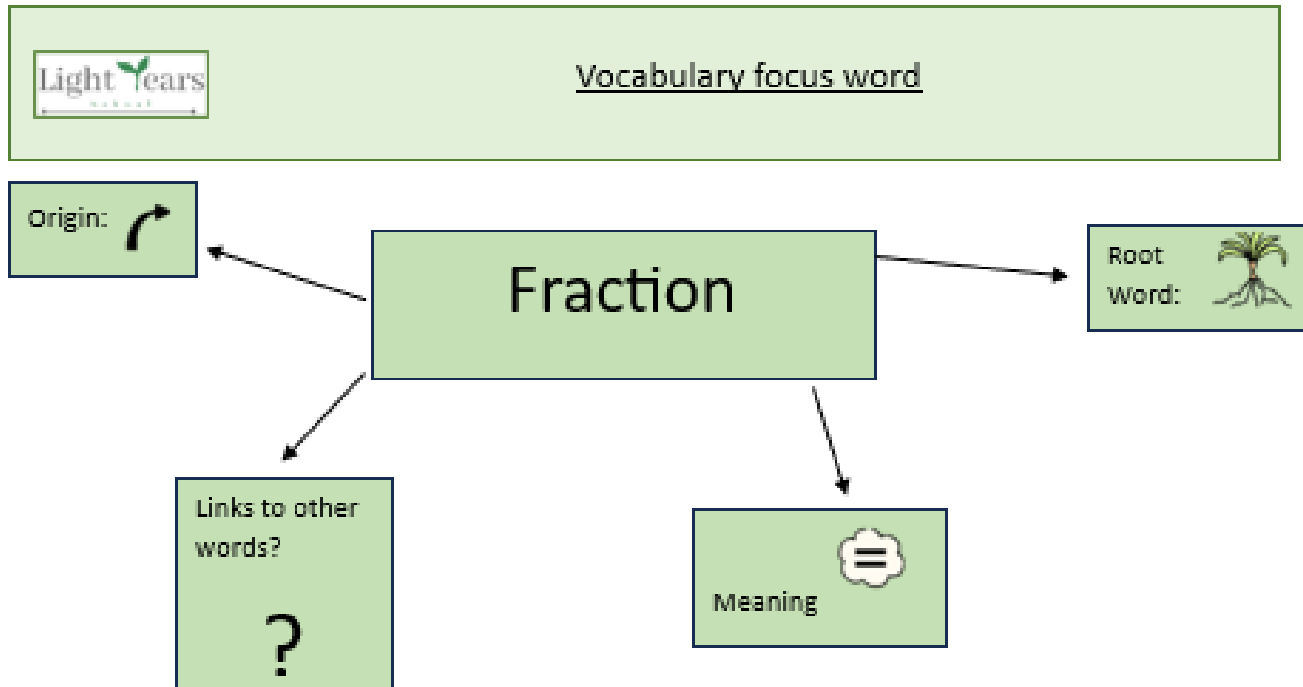 Light Years
School
Vocabulary focus word
Origin:
Fraction
Root
Word:
Links to other
words?
?
Meaning